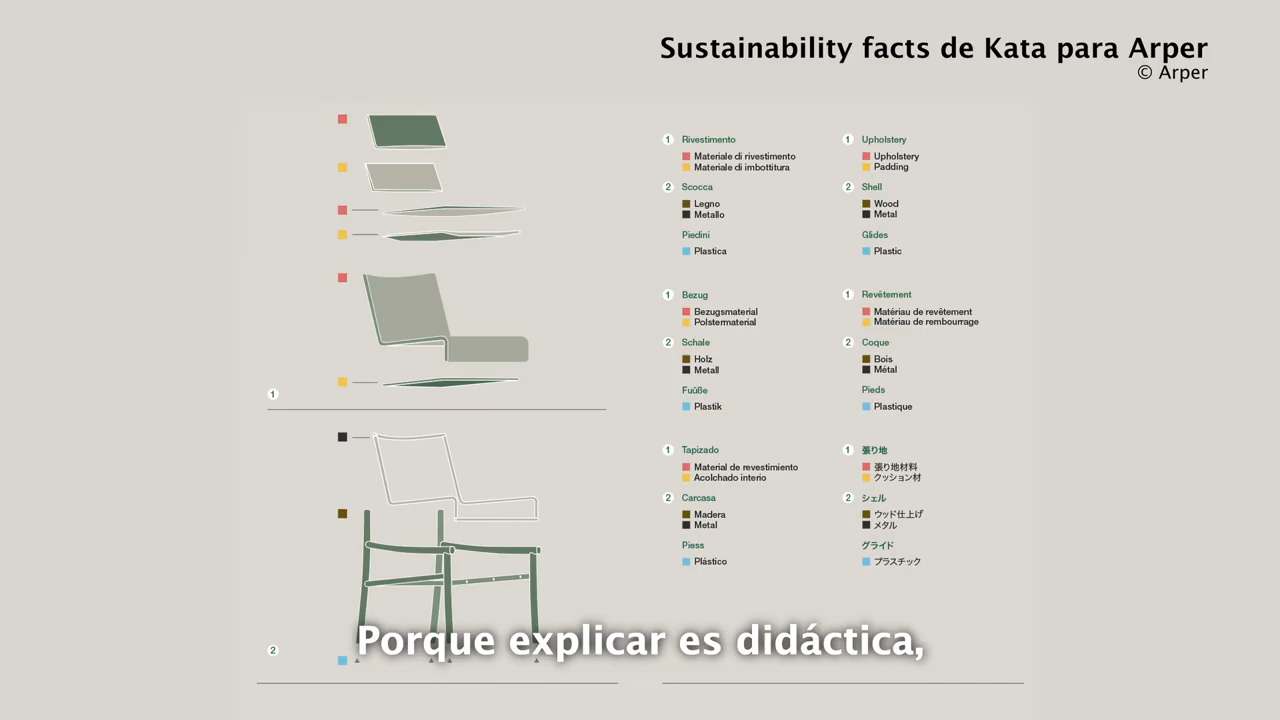 Sustainability facts de Kata para Arper
© Arper
1 Rivestimento
Materiale di rivestimento
Materiale di imbottitura
2 Scocca
Legno
Metallo
Piedini
Plastica
1 Upholstery
Upholstery
Padding
2 Shell
Wood
Metal
Glides
Plastic
1 Bezug
Bezugsmaterial
Polstermaterial
2 Schale
Holz
Metall
Fuûße
Plastik
1 Revêtement
Matériau de revêtement
Matériau de rembourrage
2 Coque
Bois
Métal
Pieds
Plastique
1 Tapizado
Material de revestimiento
Acolchado interio
2 Carcasa
Madera
Metal
Piess
Plástico
1 張り地
張り地材料
クッション材
2 シェル
ウッド仕上げ
メタル
グライド
プラスチック
1
2
Porque explicar es didáctica,